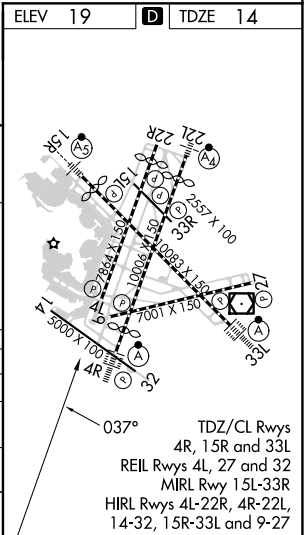 ELEV 19 D TDZE 14
15R
A5
22R
22L
A4
15L
P
P
P
33R
2557 X 100
7864 X 150
10006 X 150
10083 X 150
P
4L
P
P
27
P
9
7001 X 150
14
5000 X 100
A
A
4R
P
32
33L
037°
TDZ/CL Rwys
4R, 15R and 33L
REIL Rwys 4L, 27 and 32
MIRL Rwy 15L-33R
HIRL Rwys 4L-22R, 4R-22L,
14-32, 15R-33L and 9-27